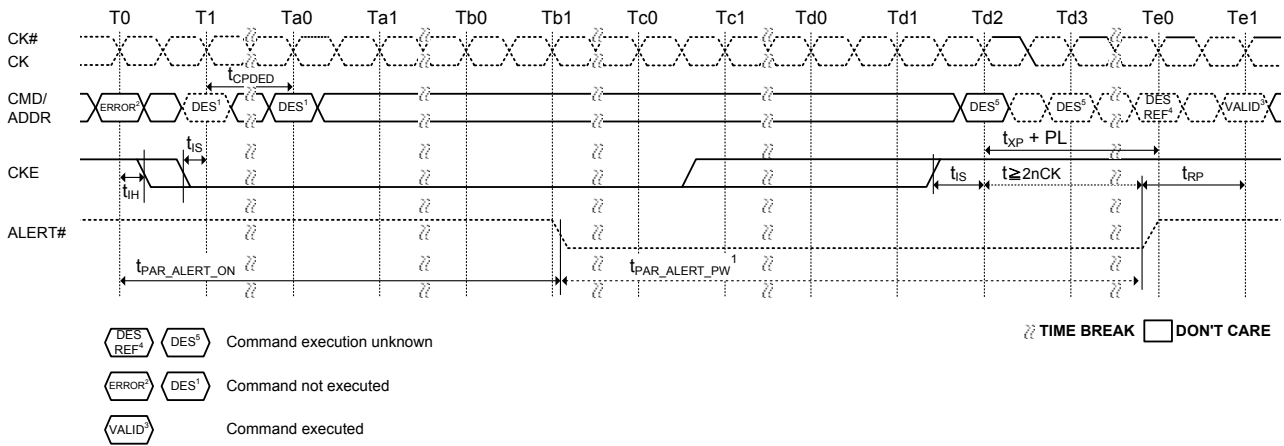 T0 T1 Ta0 Ta1 Tb0 Tb1 Tc0 Tc1 Td0 Td1 Td2 Td3 Te0 Te1
CK#
CK
tCPDED
CMD/
ADDR
ERROR² DES¹ DES¹ DES⁵ DES⁵ DES REF⁴ VALID³
tIS
tXP + PL
CKE
tIH
tIS
t≧2nCK
tRP
ALERT#
tPAR_ALERT_ON
tPAR_ALERT_PW¹
DES REF⁴ DES⁵ Command execution unknown
TIME BREAK DON'T CARE
ERROR² DES¹ Command not executed
VALID³ Command executed